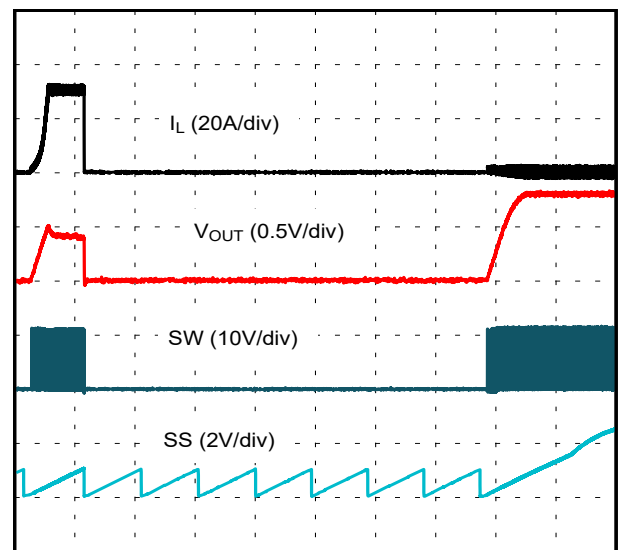 I_L (20A/div)
V_OUT (0.5V/div)
SW (10V/div)
SS (2V/div)